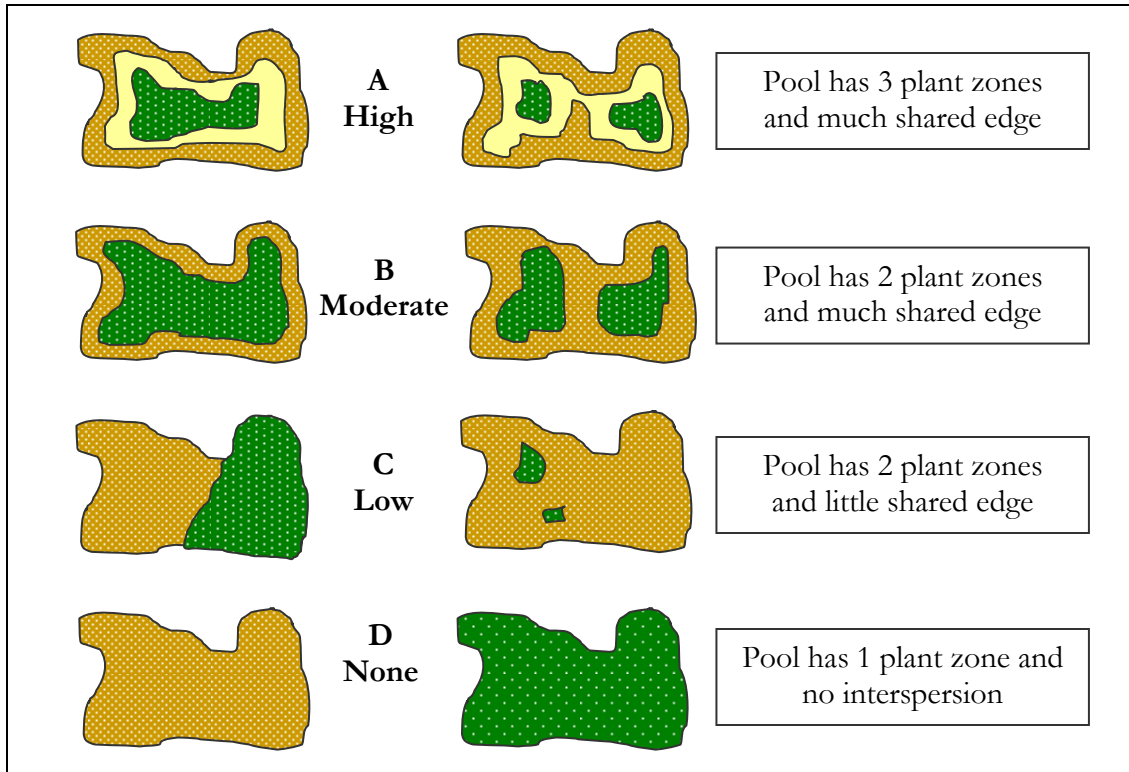 A
High
Pool has 3 plant zones
and much shared edge
B
Moderate
Pool has 2 plant zones
and much shared edge
C
Low
Pool has 2 plant zones
and little shared edge
D
None
Pool has 1 plant zone and
no interspersion